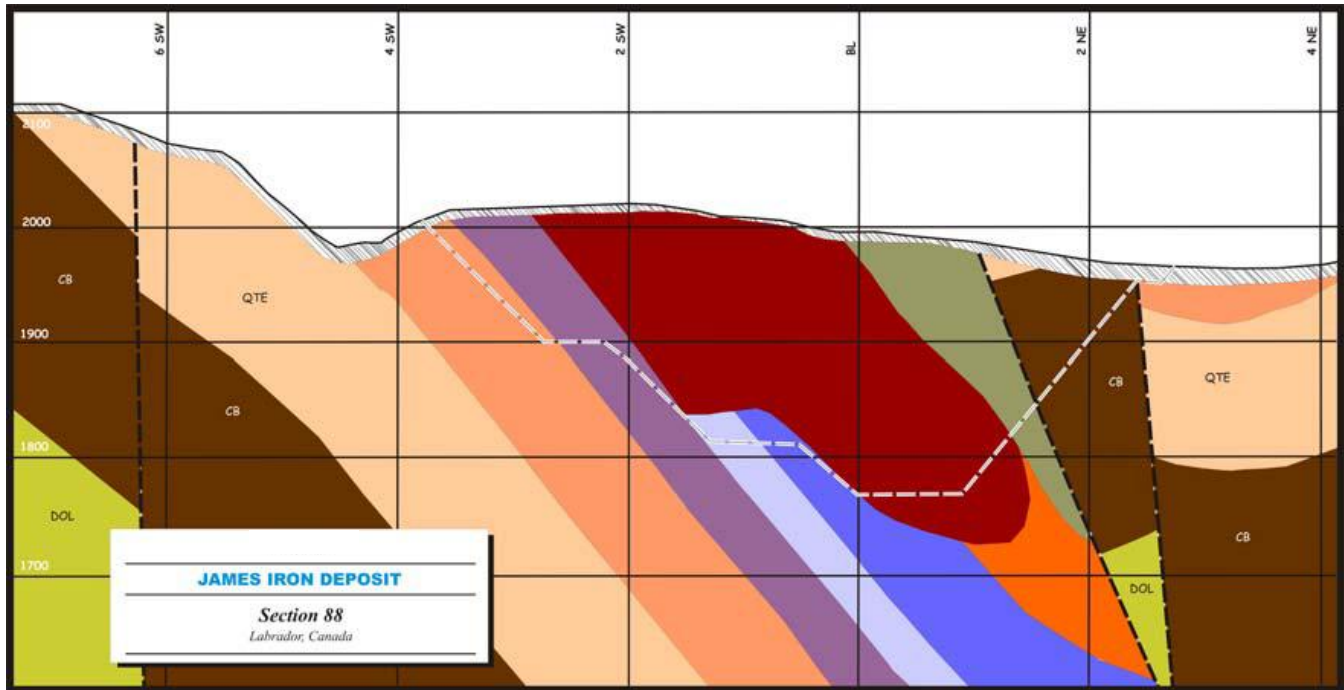 6 SW
4 SW
2 SW
BL
2 NE
4 NE
2100
2000
1900
1800
1700
CB
QTE
CB
DOL
CB
QTE
CB
DOL
JAMES IRON DEPOSIT
Section 88
Labrador, Canada